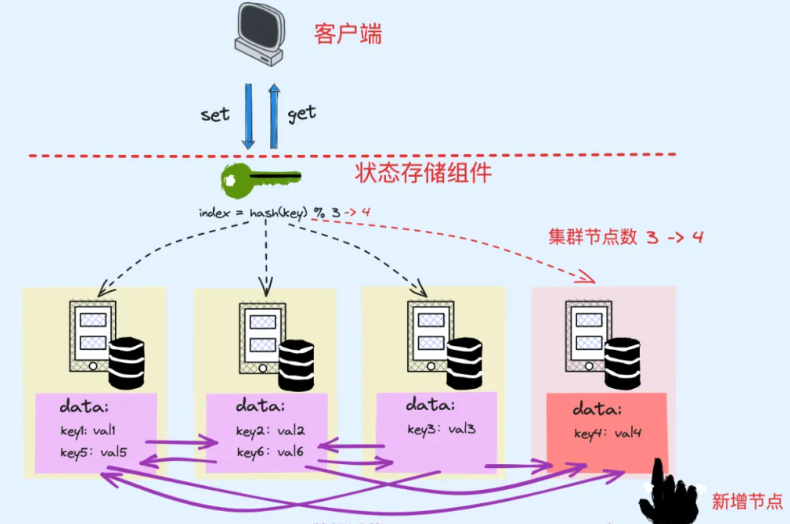 客户端
set
get
状态存储组件
index = hash(key) % 3 -> 4
集群节点数 3 -> 4
data:
key1: val1
key5: val5
data:
key2: val2
key6: val6
data:
key3: val3
data:
key4: val4
新增节点